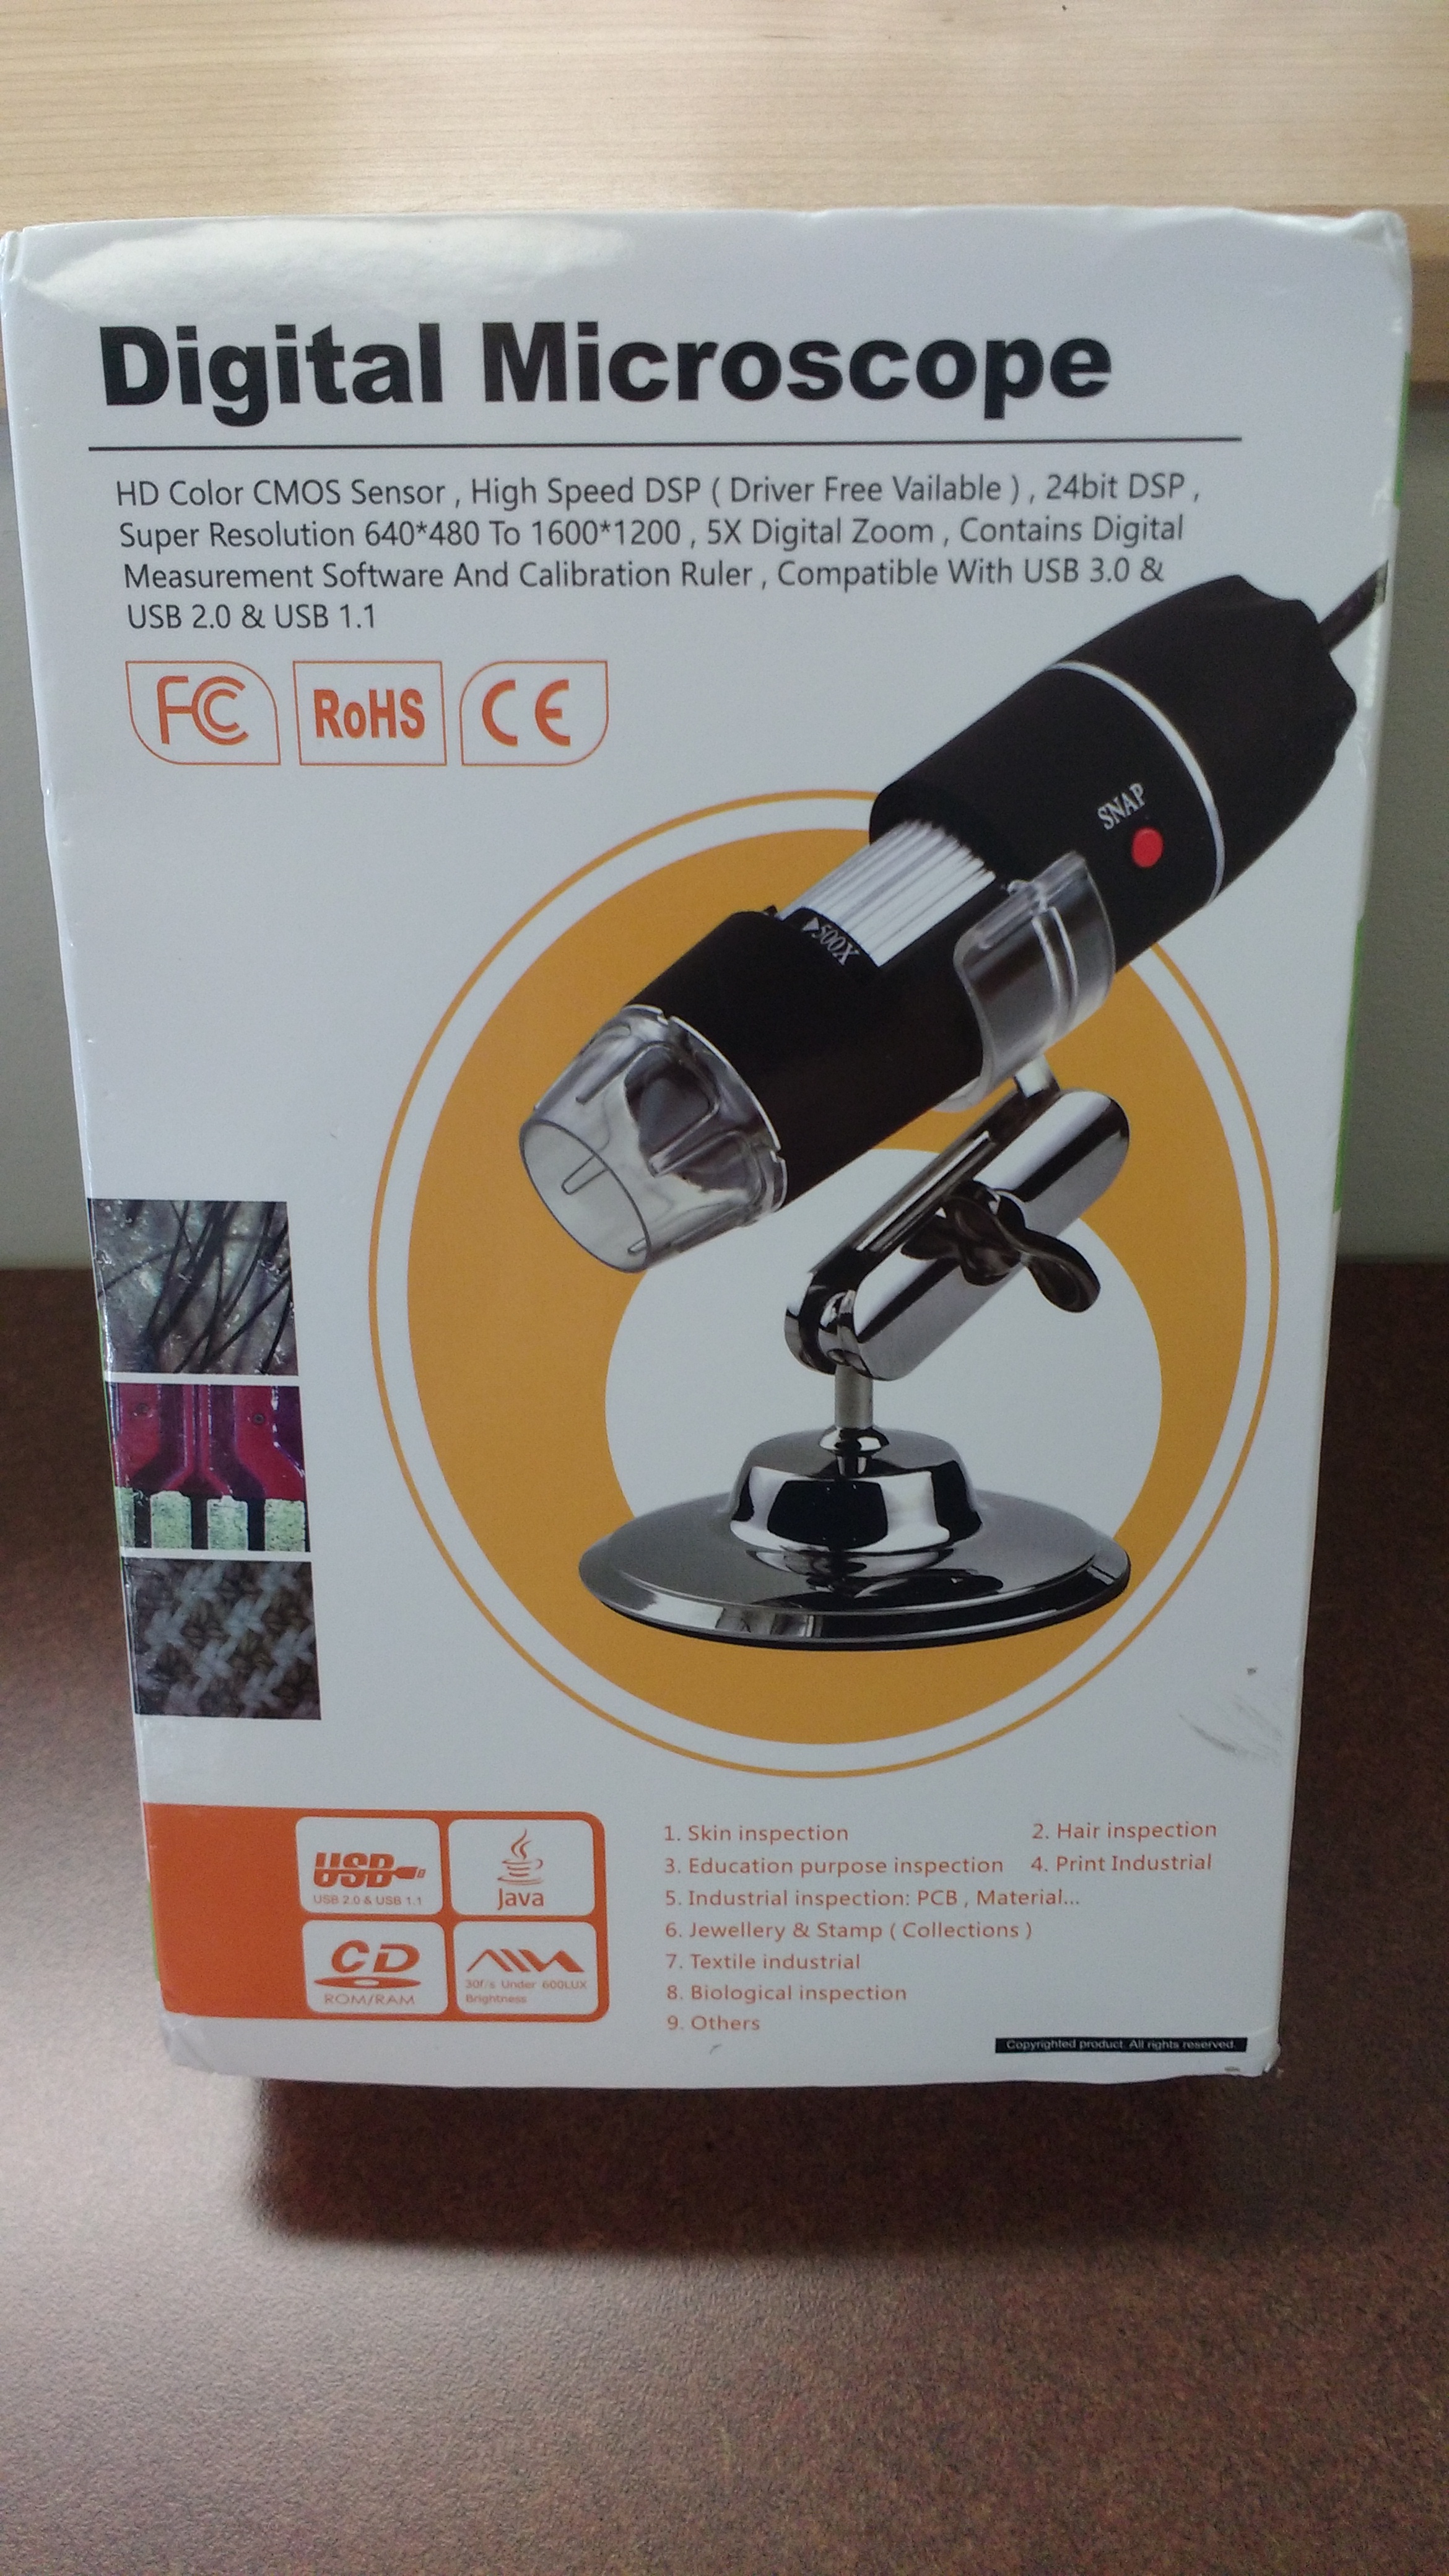 Digital Microscope
HD Color CMOS Sensor , High Speed DSP ( Driver Free Vailable ) , 24bit DSP ,
Super Resolution 640*480 To 1600*1200 , 5X Digital Zoom , Contains Digital
Measurement Software And Calibration Ruler , Compatible With USB 3.0 &
USB 2.0 & USB 1.1
FC RoHS CE
SNAP
500X
USB
USB 2.0 & USB 1.1
Java
CD
ROM/RAM
30f/s Under 600LUX
Brightness
1. Skin inspection 2. Hair inspection
3. Education purpose inspection 4. Print Industrial
5. Industrial inspection: PCB , Material...
6. Jewellery & Stamp ( Collections )
7. Textile industrial
8. Biological inspection
9. Others
Copyrighted product. All rights reserved.